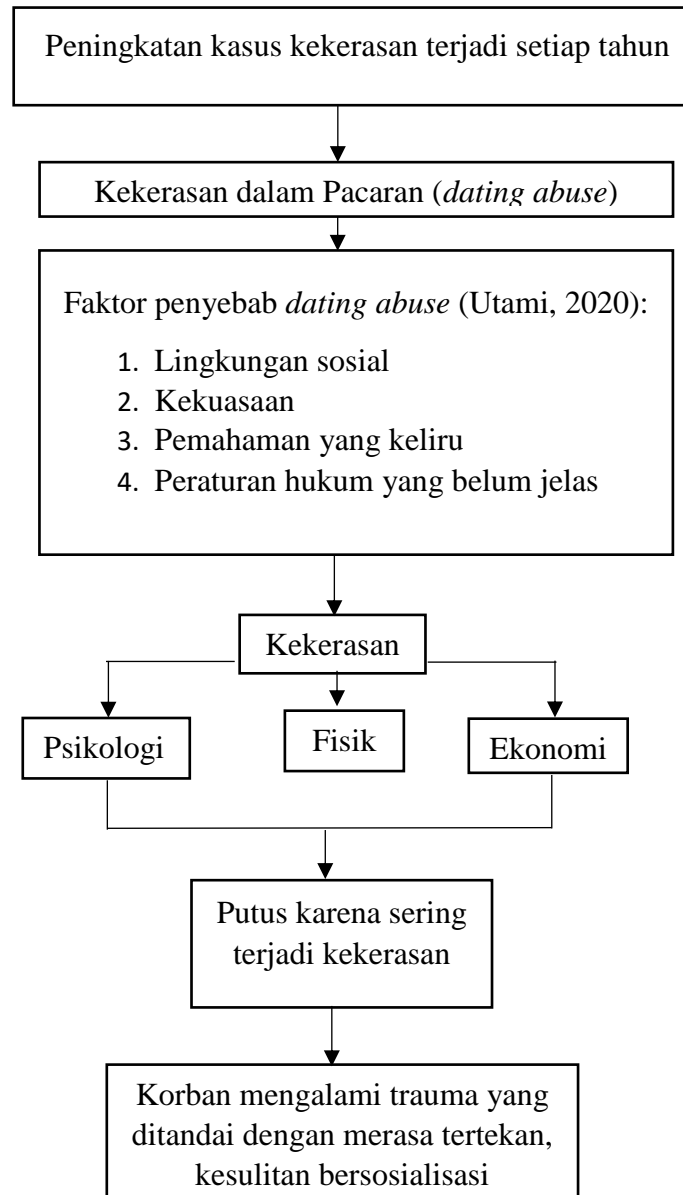 Peningkatan kasus kekerasan terjadi setiap tahun
Kekerasan dalam Pacaran (dating abuse)
Faktor penyebab dating abuse (Utami, 2020):
1. Lingkungan sosial
2. Kekuasaan
3. Pemahaman yang keliru
4. Peraturan hukum yang belum jelas
Kekerasan
Psikologi
Fisik
Ekonomi
Putus karena sering
terjadi kekerasan
Korban mengalami trauma yang
ditandai dengan merasa tertekan,
kesulitan bersosialisasi